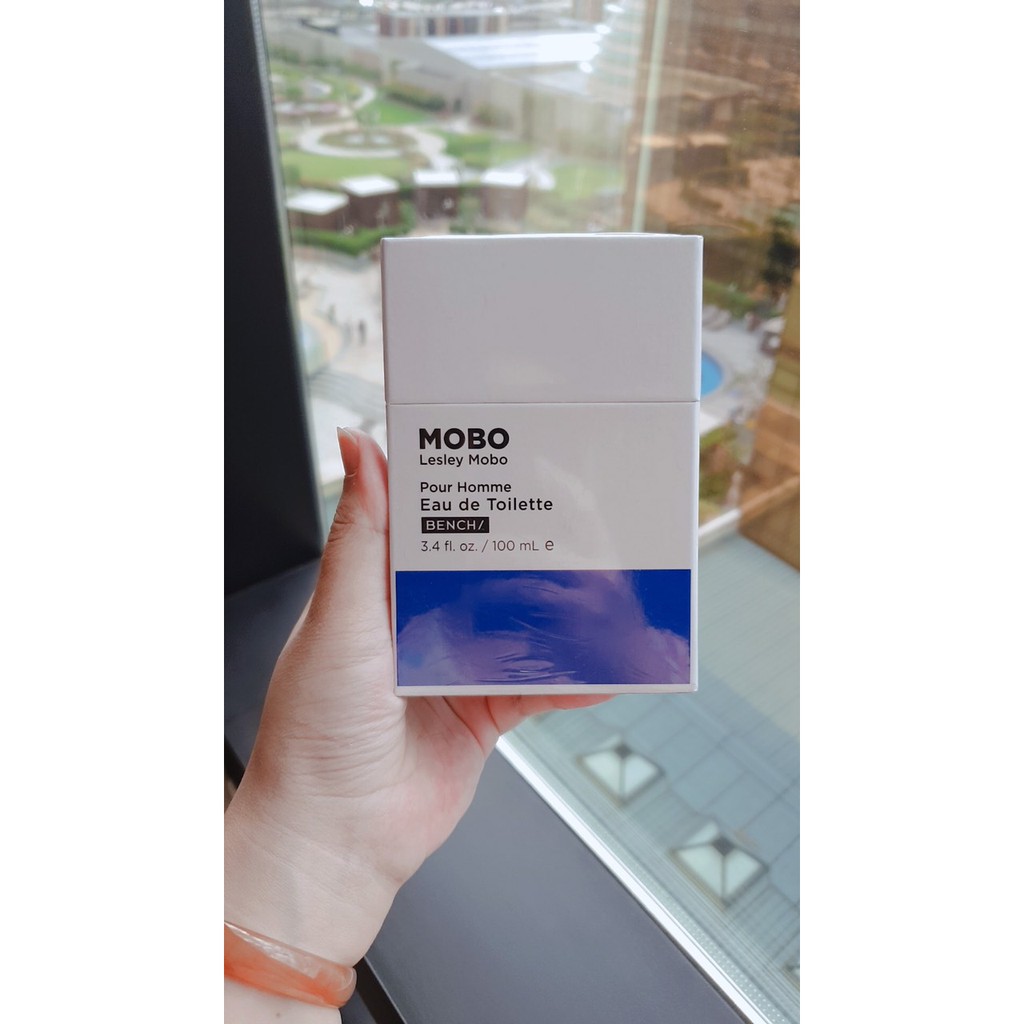 MOBO
Lesley Mobo
Pour Homme
Eau de Toilette
BENCH/
3.4 fl. oz. / 100 mL ℮